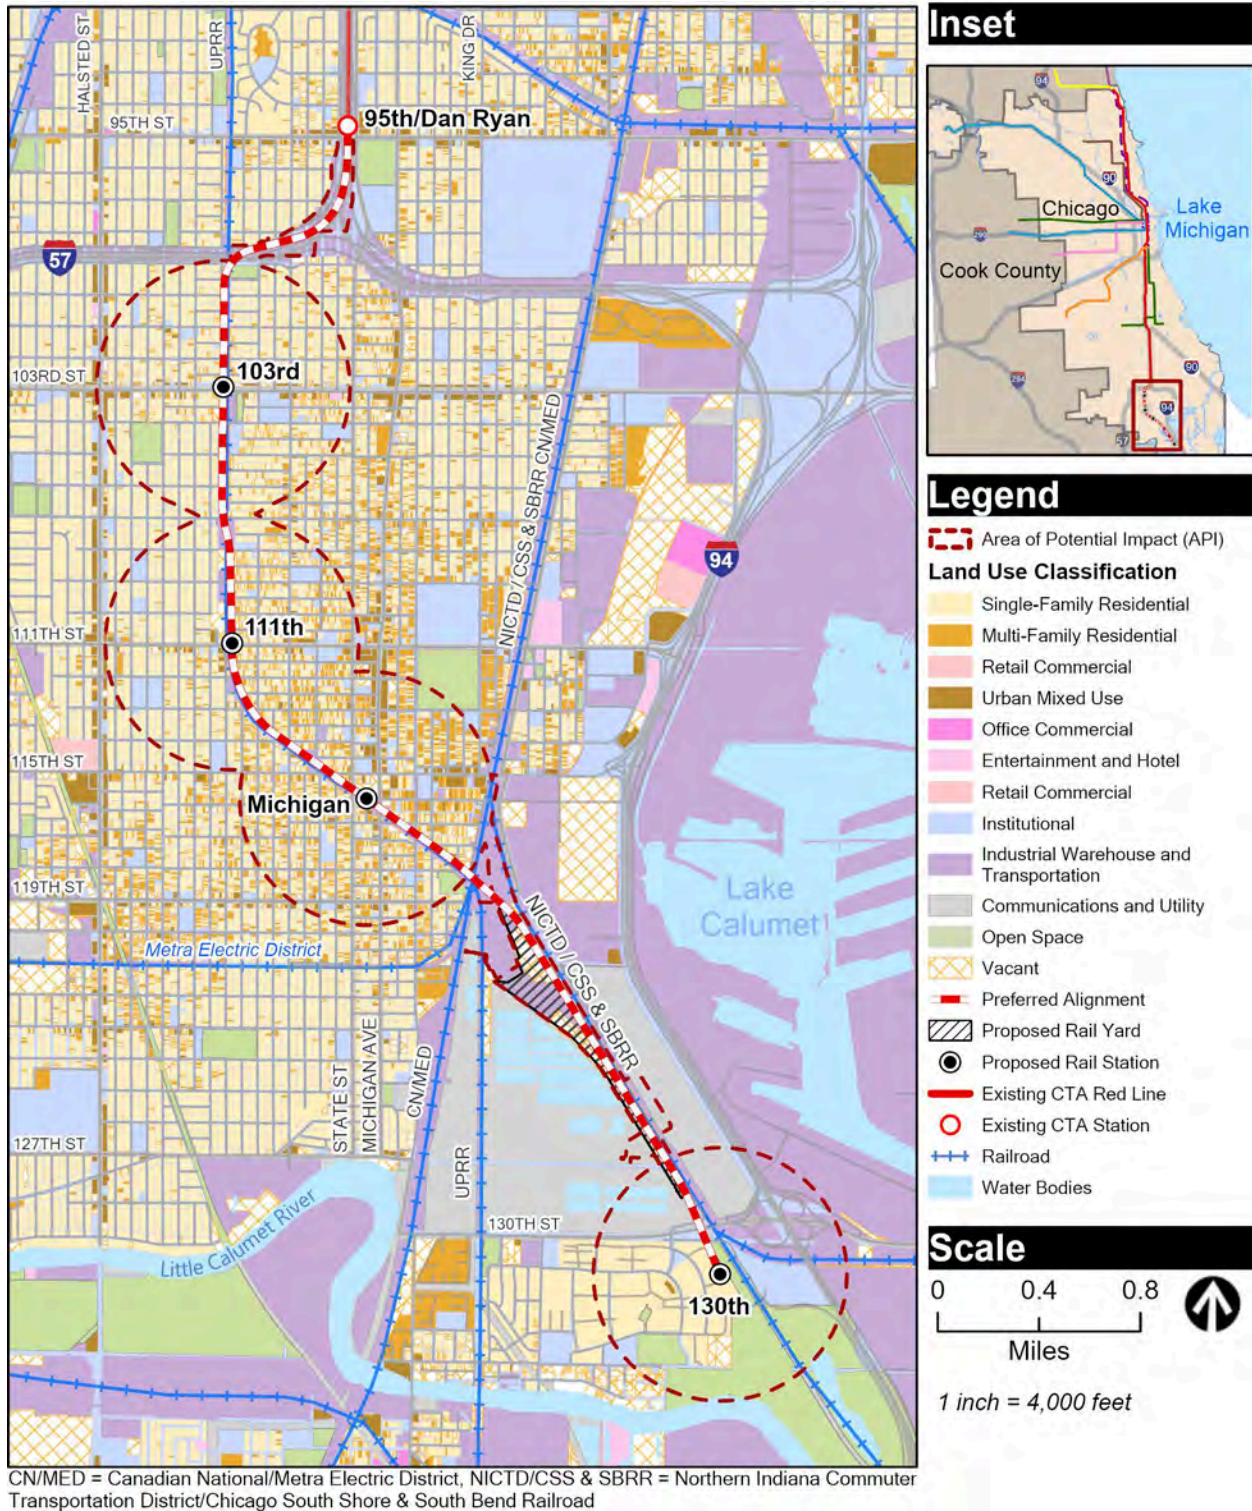 HALSTED ST
UPRR
KING DR
95TH ST
95th/Dan Ryan
57
103RD ST
103rd
NICTD / CSS & SBRR CN/MED
94
111TH ST
111th
115TH ST
Michigan
119TH ST
Metra Electric District
NICTD / CSS & SBRR
Lake
Calumet
STATE ST
MICHIGAN AVE
CN/MED
UPRR
127TH ST
130TH ST
Little Calumet River
130th
CN/MED = Canadian National/Metra Electric District, NICTD/CSS & SBRR = Northern Indiana Commuter
Transportation District/Chicago South Shore & South Bend Railroad
Inset
94
90
Chicago
Lake
Michigan
290
Cook County
90
294
94
57
Legend
Area of Potential Impact (API)
Land Use Classification
Single-Family Residential
Multi-Family Residential
Retail Commercial
Urban Mixed Use
Office Commercial
Entertainment and Hotel
Retail Commercial
Institutional
Industrial Warehouse and
Transportation
Communications and Utility
Open Space
Vacant
Preferred Alignment
Proposed Rail Yard
Proposed Rail Station
Existing CTA Red Line
Existing CTA Station
Railroad
Water Bodies
Scale
0 0.4 0.8
Miles
1 inch = 4,000 feet